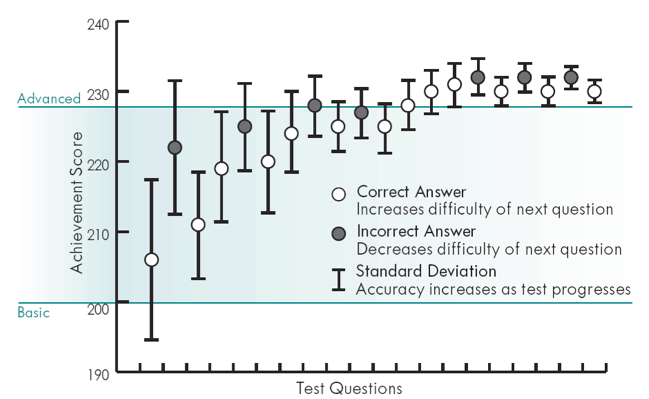 240
Advanced 230
220
210
200
Basic
190
Achievement Score
Correct Answer
Increases difficulty of next question
Incorrect Answer
Decreases difficulty of next question
Standard Deviation
Accuracy increases as test progresses
Test Questions